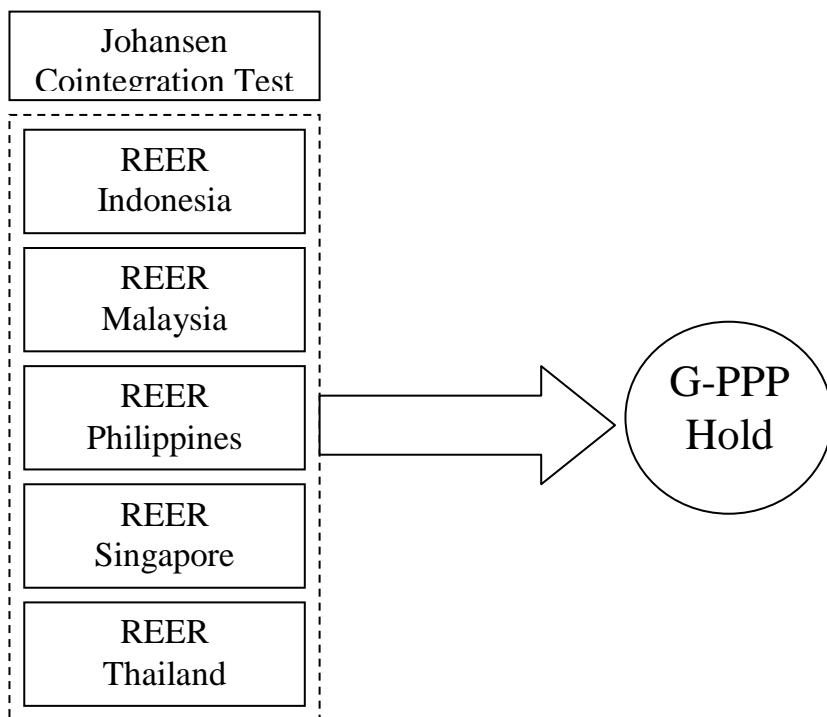 Johansen
Cointegration Test
REER
Indonesia
REER
Malaysia
REER
Philippines
REER
Singapore
REER
Thailand
G-PPP
Hold